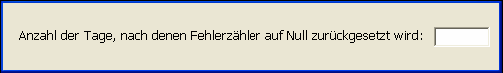 Anzahl der Tage, nach denen Fehlerzähler auf Null zurückgesetzt wird: